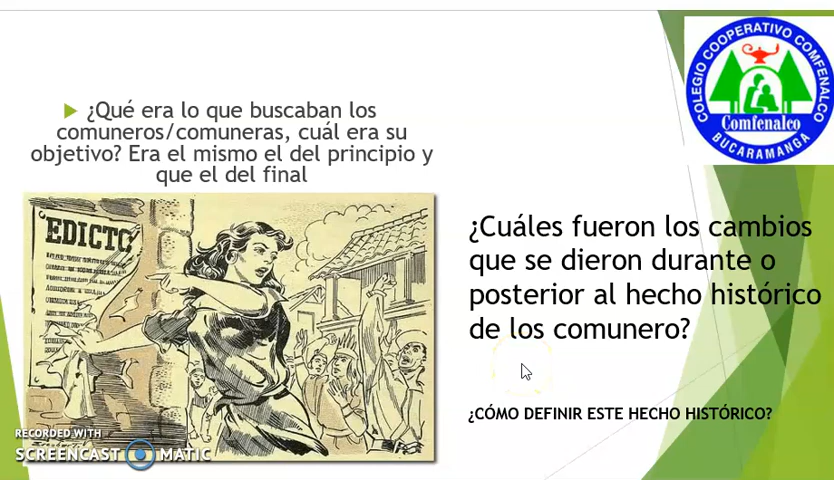 ¿Qué era lo que buscaban los
comuneros/comuneras, cuál era su
objetivo? Era el mismo el del principio y
que el del final
EDICTO
¿Cuáles fueron los cambios
que se dieron durante o
posterior al hecho histórico
de los comunero?
¿CÓMO DEFINIR ESTE HECHO HISTÓRICO?
COLEGIO COOPERATIVO COMFENALCO
Comfenalco
BUCARAMANGA
RECORDED WITH
SCREENCAST MATIC